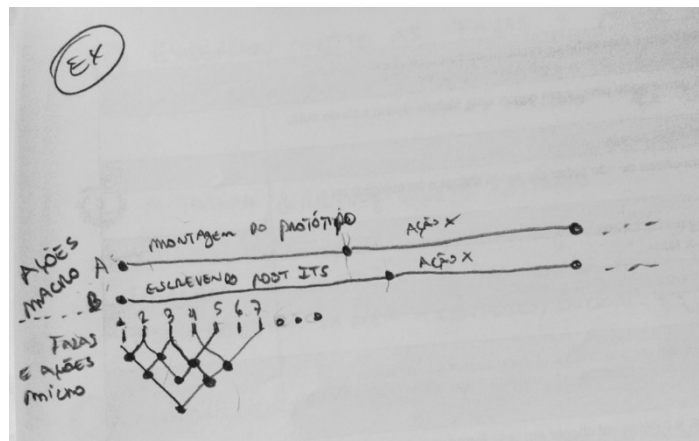 EX
AÇÕES MACRO
A MONTAGEM DO PROTÓTIPO AÇÃO X
B ESCREVENDO POST ITS AÇÃO X
1 2 3 4 5 6 7
FALAS
E AÇÕES
MICRO